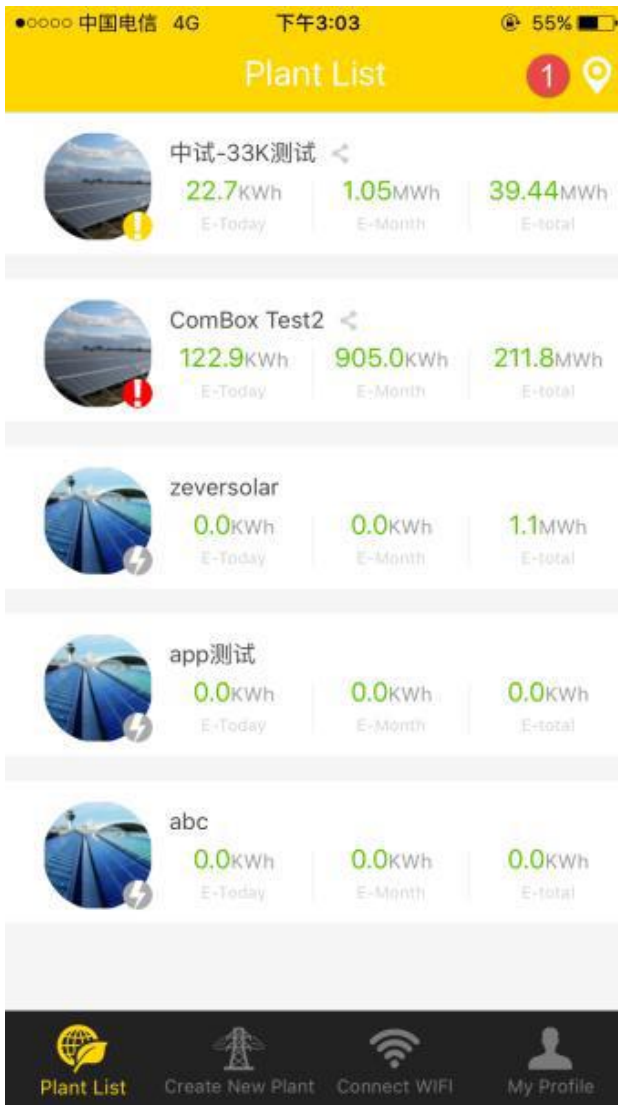 中国电信 4G 下午3:03 55%
Plant List 1
中试-33K测试
22.7KWh 1.05MWh 39.44MWh
E-Today E-Month E-total
ComBox Test2
122.9KWh 905.0KWh 211.8MWh
E-Today E-Month E-total
zeversolar
0.0KWh 0.0KWh 1.1MWh
E-Today E-Month E-total
app测试
0.0KWh 0.0KWh 0.0KWh
E-Today E-Month E-total
abc
0.0KWh 0.0KWh 0.0KWh
E-Today E-Month E-total
Plant List Create New Plant Connect WIFI My Profile